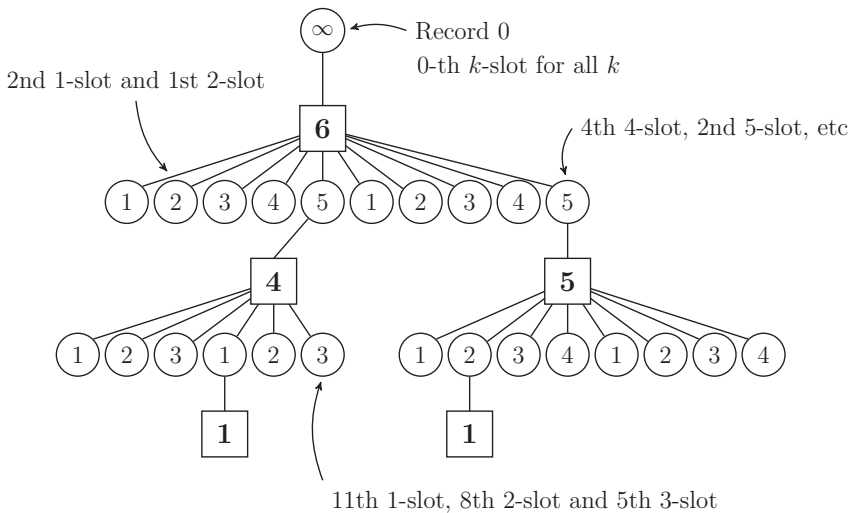 ∞
Record 0
0-th k-slot for all k
2nd 1-slot and 1st 2-slot
6
4th 4-slot, 2nd 5-slot, etc
1 2 3 4 5 1 2 3 4 5
4 5
1 2 3 1 2 3 1 2 3 4 1 2 3 4
1 1
11th 1-slot, 8th 2-slot and 5th 3-slot